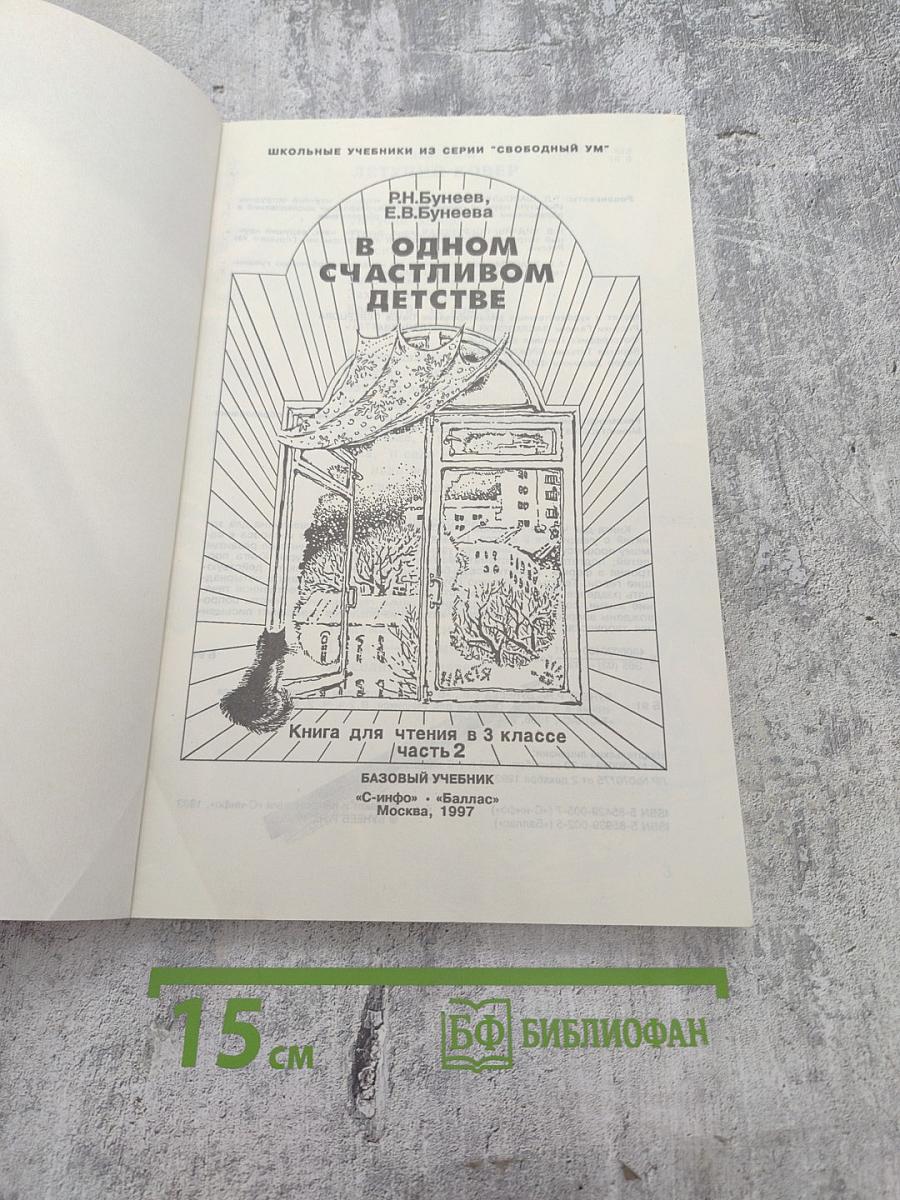 ШКОЛЬНЫЕ УЧЕБНИКИ ИЗ СЕРИИ "СВОБОДНЫЙ УМ"
Р.Н.Бунеев,
Е.В.Бунеева
В ОДНОМ
СЧАСТЛИВОМ
ДЕТСТВЕ
НАСТЯ
Книга для чтения в 3 классе
часть 2
БАЗОВЫЙ УЧЕБНИК
«С-инфо» · «Баллас»
Москва, 1997
15 см
БФ БИБЛИОФАН